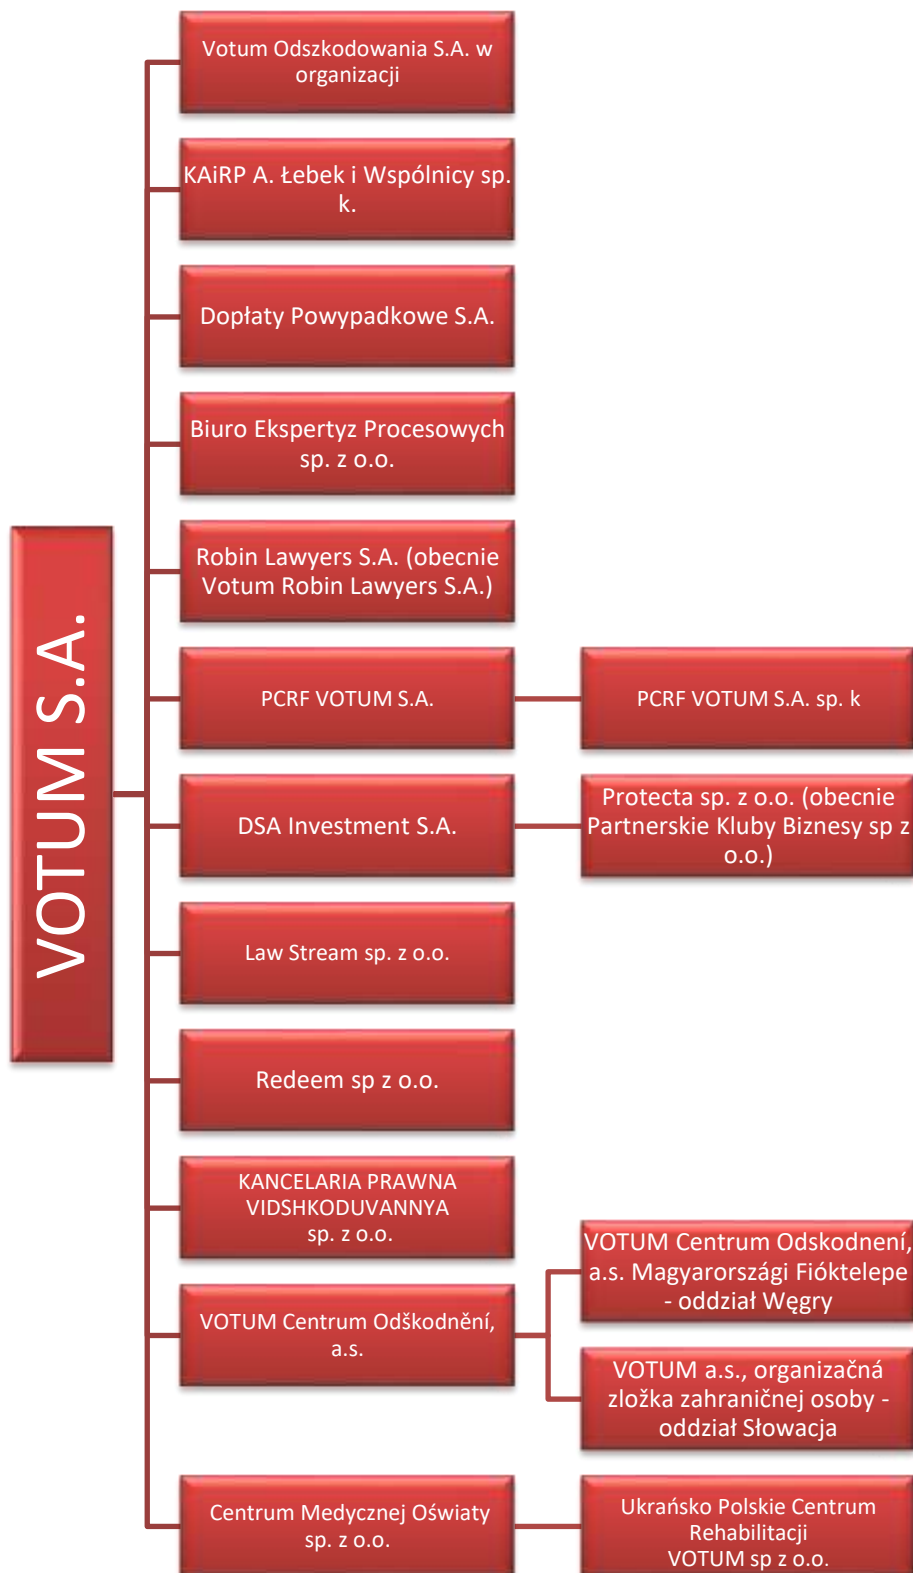 VOTUM S.A.
Votum Odszkodowania S.A. w
organizacji
KAiRP A. Łebek i Wspólnicy sp.
k.
Dopłaty Powypadkowe S.A.
Biuro Ekspertyz Procesowych
sp. z o.o.
Robin Lawyers S.A. (obecnie
Votum Robin Lawyers S.A.)
PCRF VOTUM S.A.
PCRF VOTUM S.A. sp. k
DSA Investment S.A.
Protecta sp. z o.o. (obecnie
Partnerskie Kluby Biznesy sp z
o.o.)
Law Stream sp. z o.o.
Redeem sp z o.o.
KANCELARIA PRAWNA
VIDSHKODUVANNYA
sp. z o.o.
VOTUM Centrum Odškodnění,
a.s.
VOTUM Centrum Odskodnení,
a.s. Magyarországi Fióktelepe
- oddział Węgry
VOTUM a.s., organizačná
zložka zahraničnej osoby -
oddział Słowacja
Centrum Medycznej Oświaty
sp. z o.o.
Ukrańsko Polskie Centrum
Rehabilitacji
VOTUM sp z o.o.